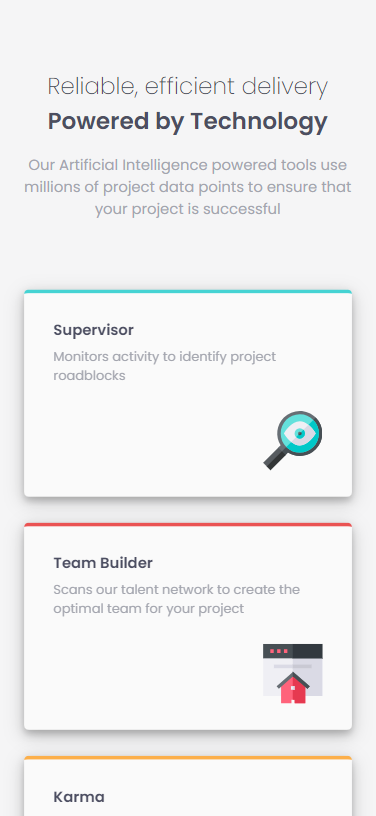 Reliable, efficient delivery
Powered by Technology
Our Artificial Intelligence powered tools use
millions of project data points to ensure that
your project is successful
Supervisor
Monitors activity to identify project
roadblocks
Team Builder
Scans our talent network to create the
optimal team for your project
Karma